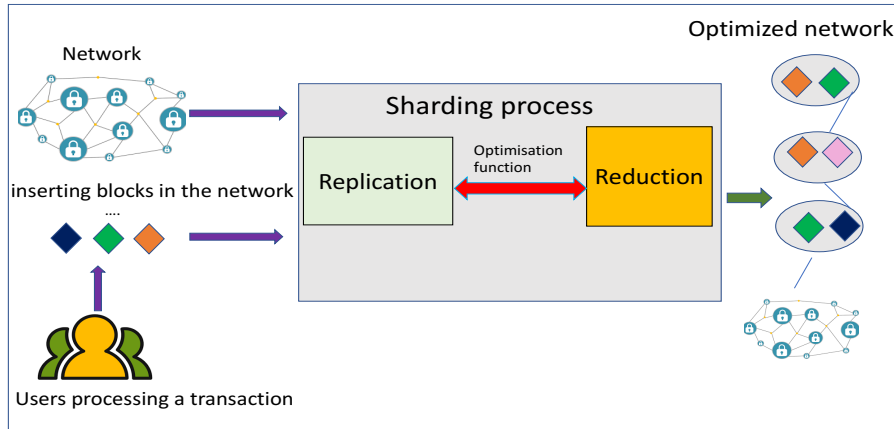 Network
Optimized network
Sharding process
Optimisation
function
Replication
Reduction
inserting blocks in the network
....
Users processing a transaction